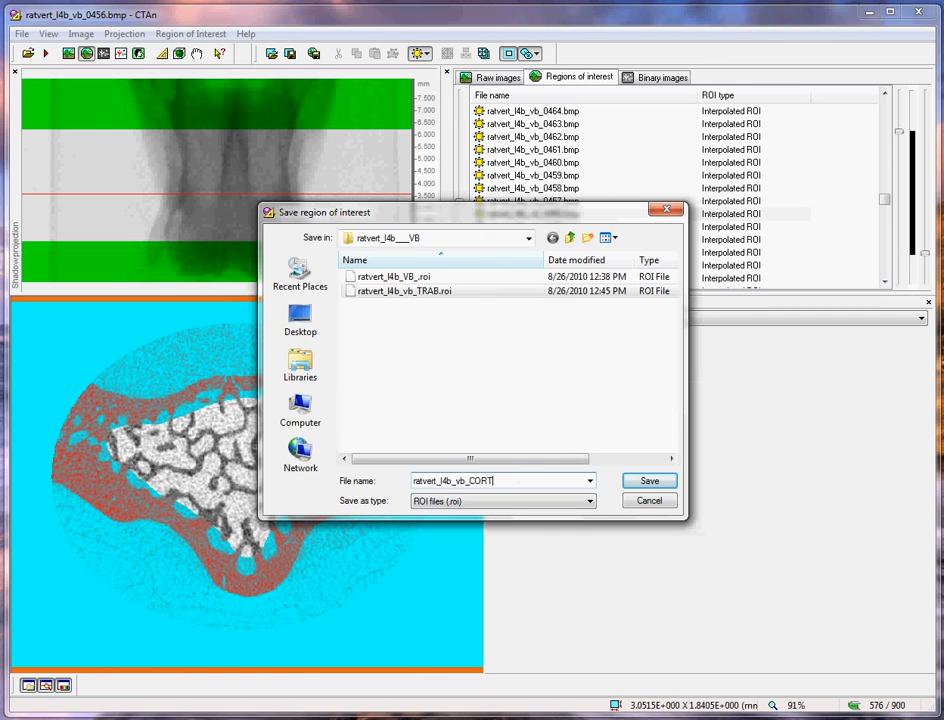 ratvert_l4b_vb_0456.bmp - CTAn
File View Image Projection Region of Interest Help
Raw images Regions of interest Binary images
File name ROI type
ratvert_l4b_vb_0464.bmp Interpolated ROI
ratvert_l4b_vb_0463.bmp Interpolated ROI
ratvert_l4b_vb_0462.bmp Interpolated ROI
ratvert_l4b_vb_0461.bmp Interpolated ROI
ratvert_l4b_vb_0460.bmp Interpolated ROI
ratvert_l4b_vb_0459.bmp Interpolated ROI
ratvert_l4b_vb_0458.bmp Interpolated ROI
ratvert_l4b_vb_0457.bmp Interpolated ROI
Interpolated ROI
Interpolated ROI
Interpolated ROI
Interpolated ROI
Interpolated ROI
Interpolated ROI
mm
7.500
7.000
6.500
6.000
5.500
5.000
4.500
4.000
3.500
Shadow projection
Save region of interest
Save in: ratvert_l4b___VB
Name Date modified Type
ratvert_l4b_VB_.roi 8/26/2010 12:38 PM ROI File
ratvert_l4b_vb_TRAB.roi 8/26/2010 12:45 PM ROI File
Recent Places
Desktop
Libraries
Computer
Network
File name: ratvert_l4b_vb_CORT Save
Save as type: ROI files (.roi) Cancel
3.0515E+000 X 1.8405E+000 (mn 91% 576 / 900